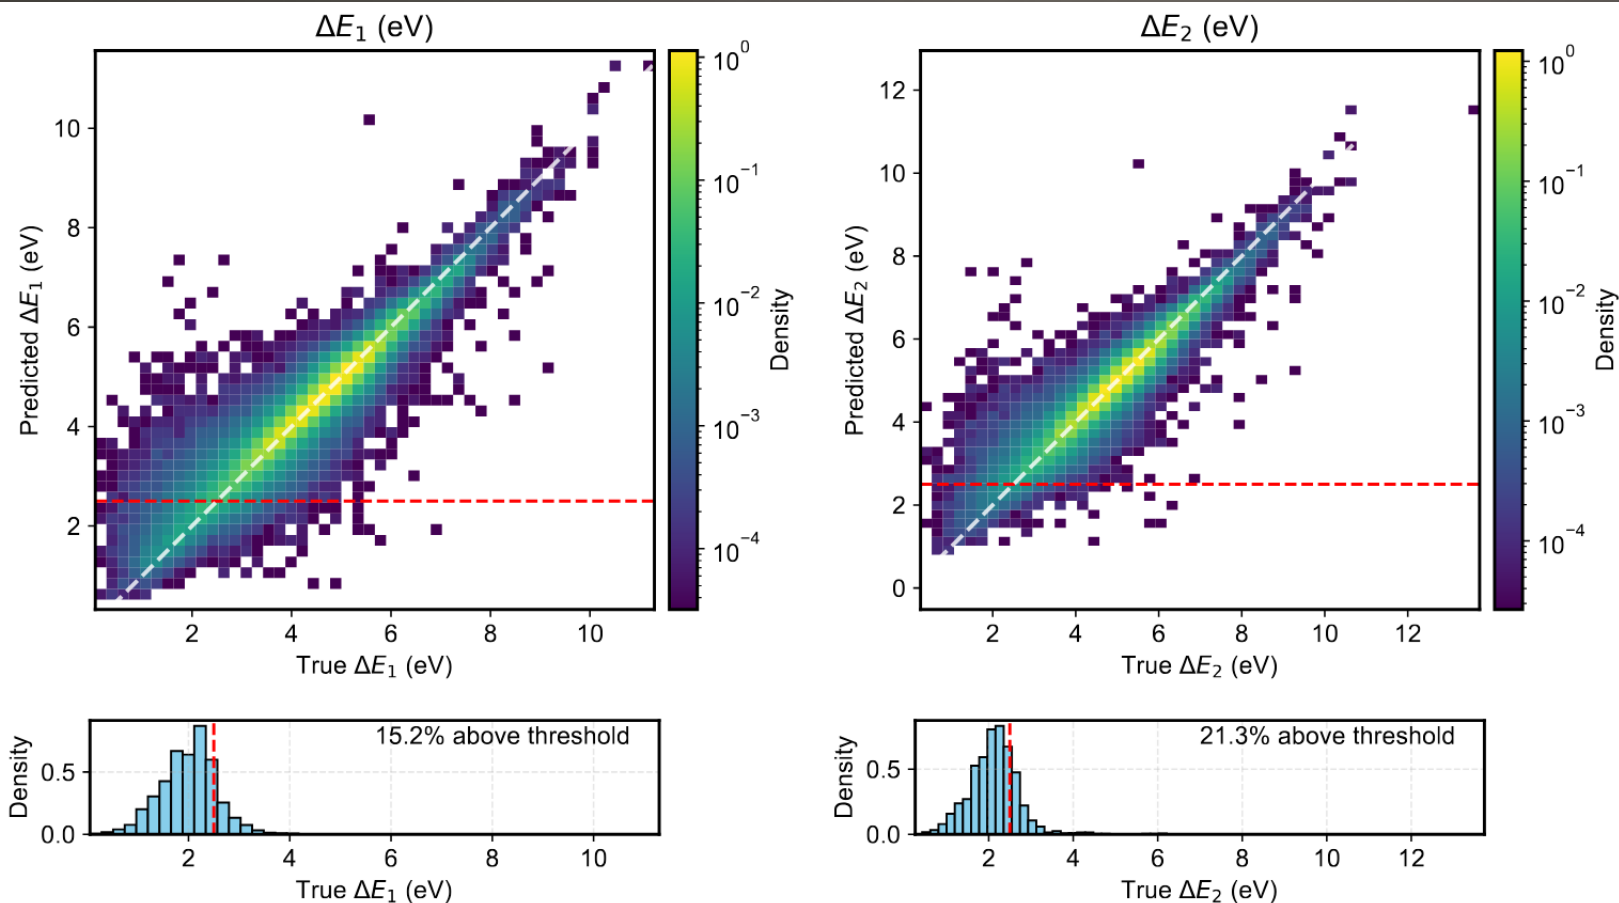 ΔE₁ (eV)
ΔE₂ (eV)
Predicted ΔE₁ (eV)
10
8
6
4
2
2 4 6 8 10
True ΔE₁ (eV)
10⁰
10⁻¹
10⁻²
10⁻³
10⁻⁴
Density
Predicted ΔE₂ (eV)
12
10
8
6
4
2
0
2 4 6 8 10 12
True ΔE₂ (eV)
10⁰
10⁻¹
10⁻²
10⁻³
10⁻⁴
Density
Density
0.5
0.0
15.2% above threshold
2 4 6 8 10
True ΔE₁ (eV)
Density
0.5
0.0
21.3% above threshold
2 4 6 8 10 12
True ΔE₂ (eV)